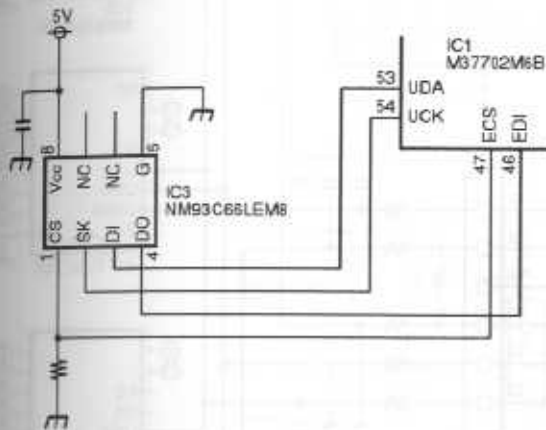 5V
IC1
M37702M6B
53
UDA
54
UCK
ECS
EDI
47
46
8
5
Vcc
NC
NC
G
IC3
NM93C66LEM8
CS
SK
DI
DO
1
4